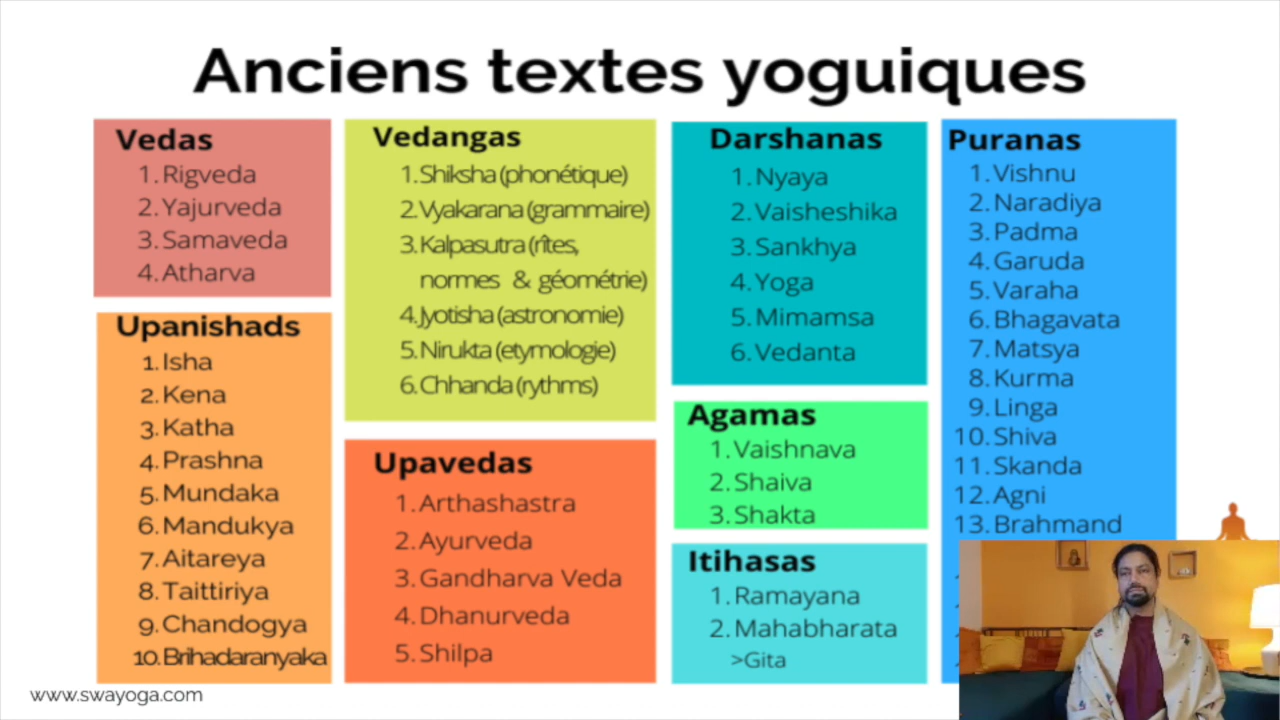 Anciens textes yoguiques
Vedas
1. Rigveda
2. Yajurveda
3. Samaveda
4. Atharva
Upanishads
1. Isha
2. Kena
3. Katha
4. Prashna
5. Mundaka
6. Mandukya
7. Aitareya
8. Taittiriya
9. Chandogya
10. Brihadaranyaka
Vedangas
1. Shiksha (phonétique)
2. Vyakarana (grammaire)
3. Kalpasutra (rîtes,
normes & géométrie)
4. Jyotisha (astronomie)
5. Nirukta (etymologie)
6. Chhanda (rythms)
Upavedas
1. Arthashastra
2. Ayurveda
3. Gandharva Veda
4. Dhanurveda
5. Shilpa
Darshanas
1. Nyaya
2. Vaisheshika
3. Sankhya
4. Yoga
5. Mimamsa
6. Vedanta
Agamas
1. Vaishnava
2. Shaiva
3. Shakta
Itihasas
1. Ramayana
2. Mahabharata
>Gita
Puranas
1. Vishnu
2. Naradiya
3. Padma
4. Garuda
5. Varaha
6. Bhagavata
7. Matsya
8. Kurma
9. Linga
10. Shiva
11. Skanda
12. Agni
13. Brahmand
www.swayoga.com